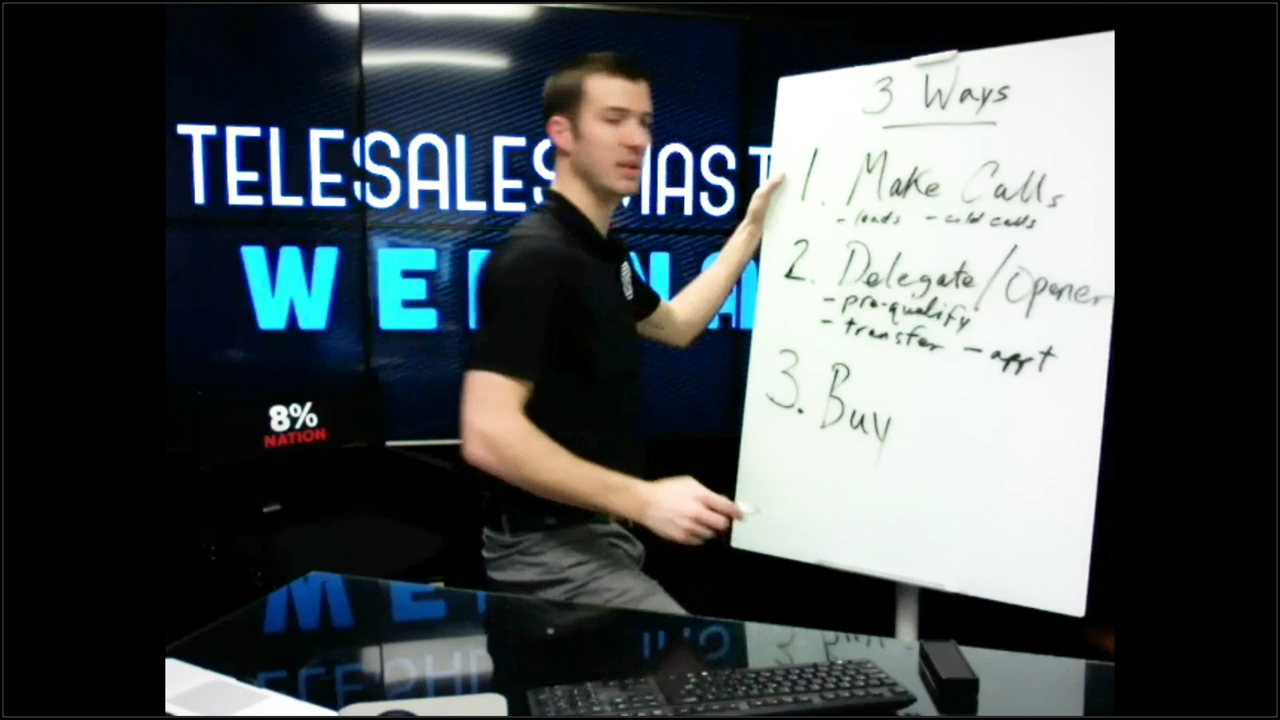 TELESALES MAST
WE
8%
NATION
3 Ways
1. Make Calls
- leads - cold calls
2. Delegate/Opener
- pre-qualify
- transfer - appt
3. Buy